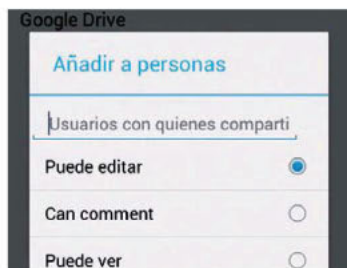 Google Drive
Añadir a personas
Usuarios con quienes comparti
Puede editar
Can comment
Puede ver